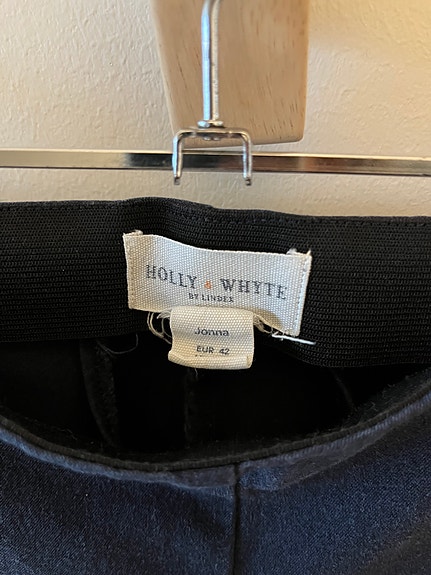 HOLLY & WHYTE
BY LINDEX
Jonna
EUR 42